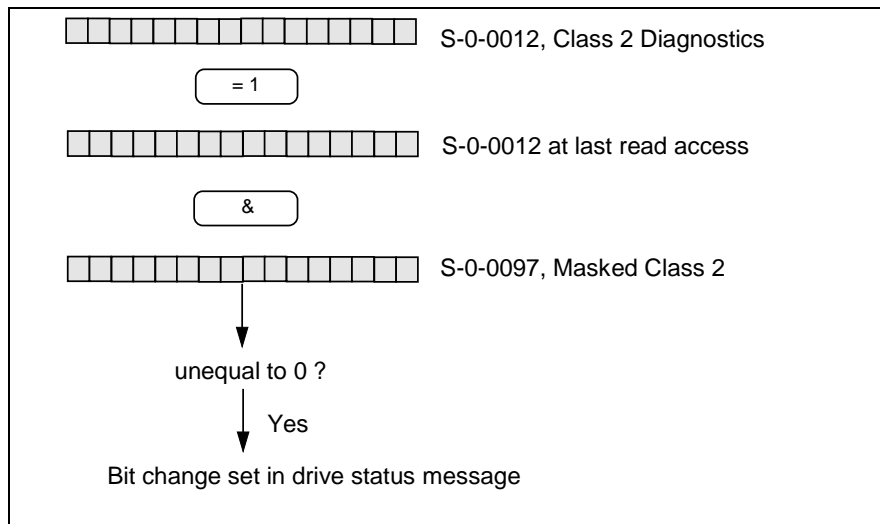 S-0-0012, Class 2 Diagnostics
= 1
S-0-0012 at last read access
&
S-0-0097, Masked Class 2
unequal to 0 ?
Yes
Bit change set in drive status message